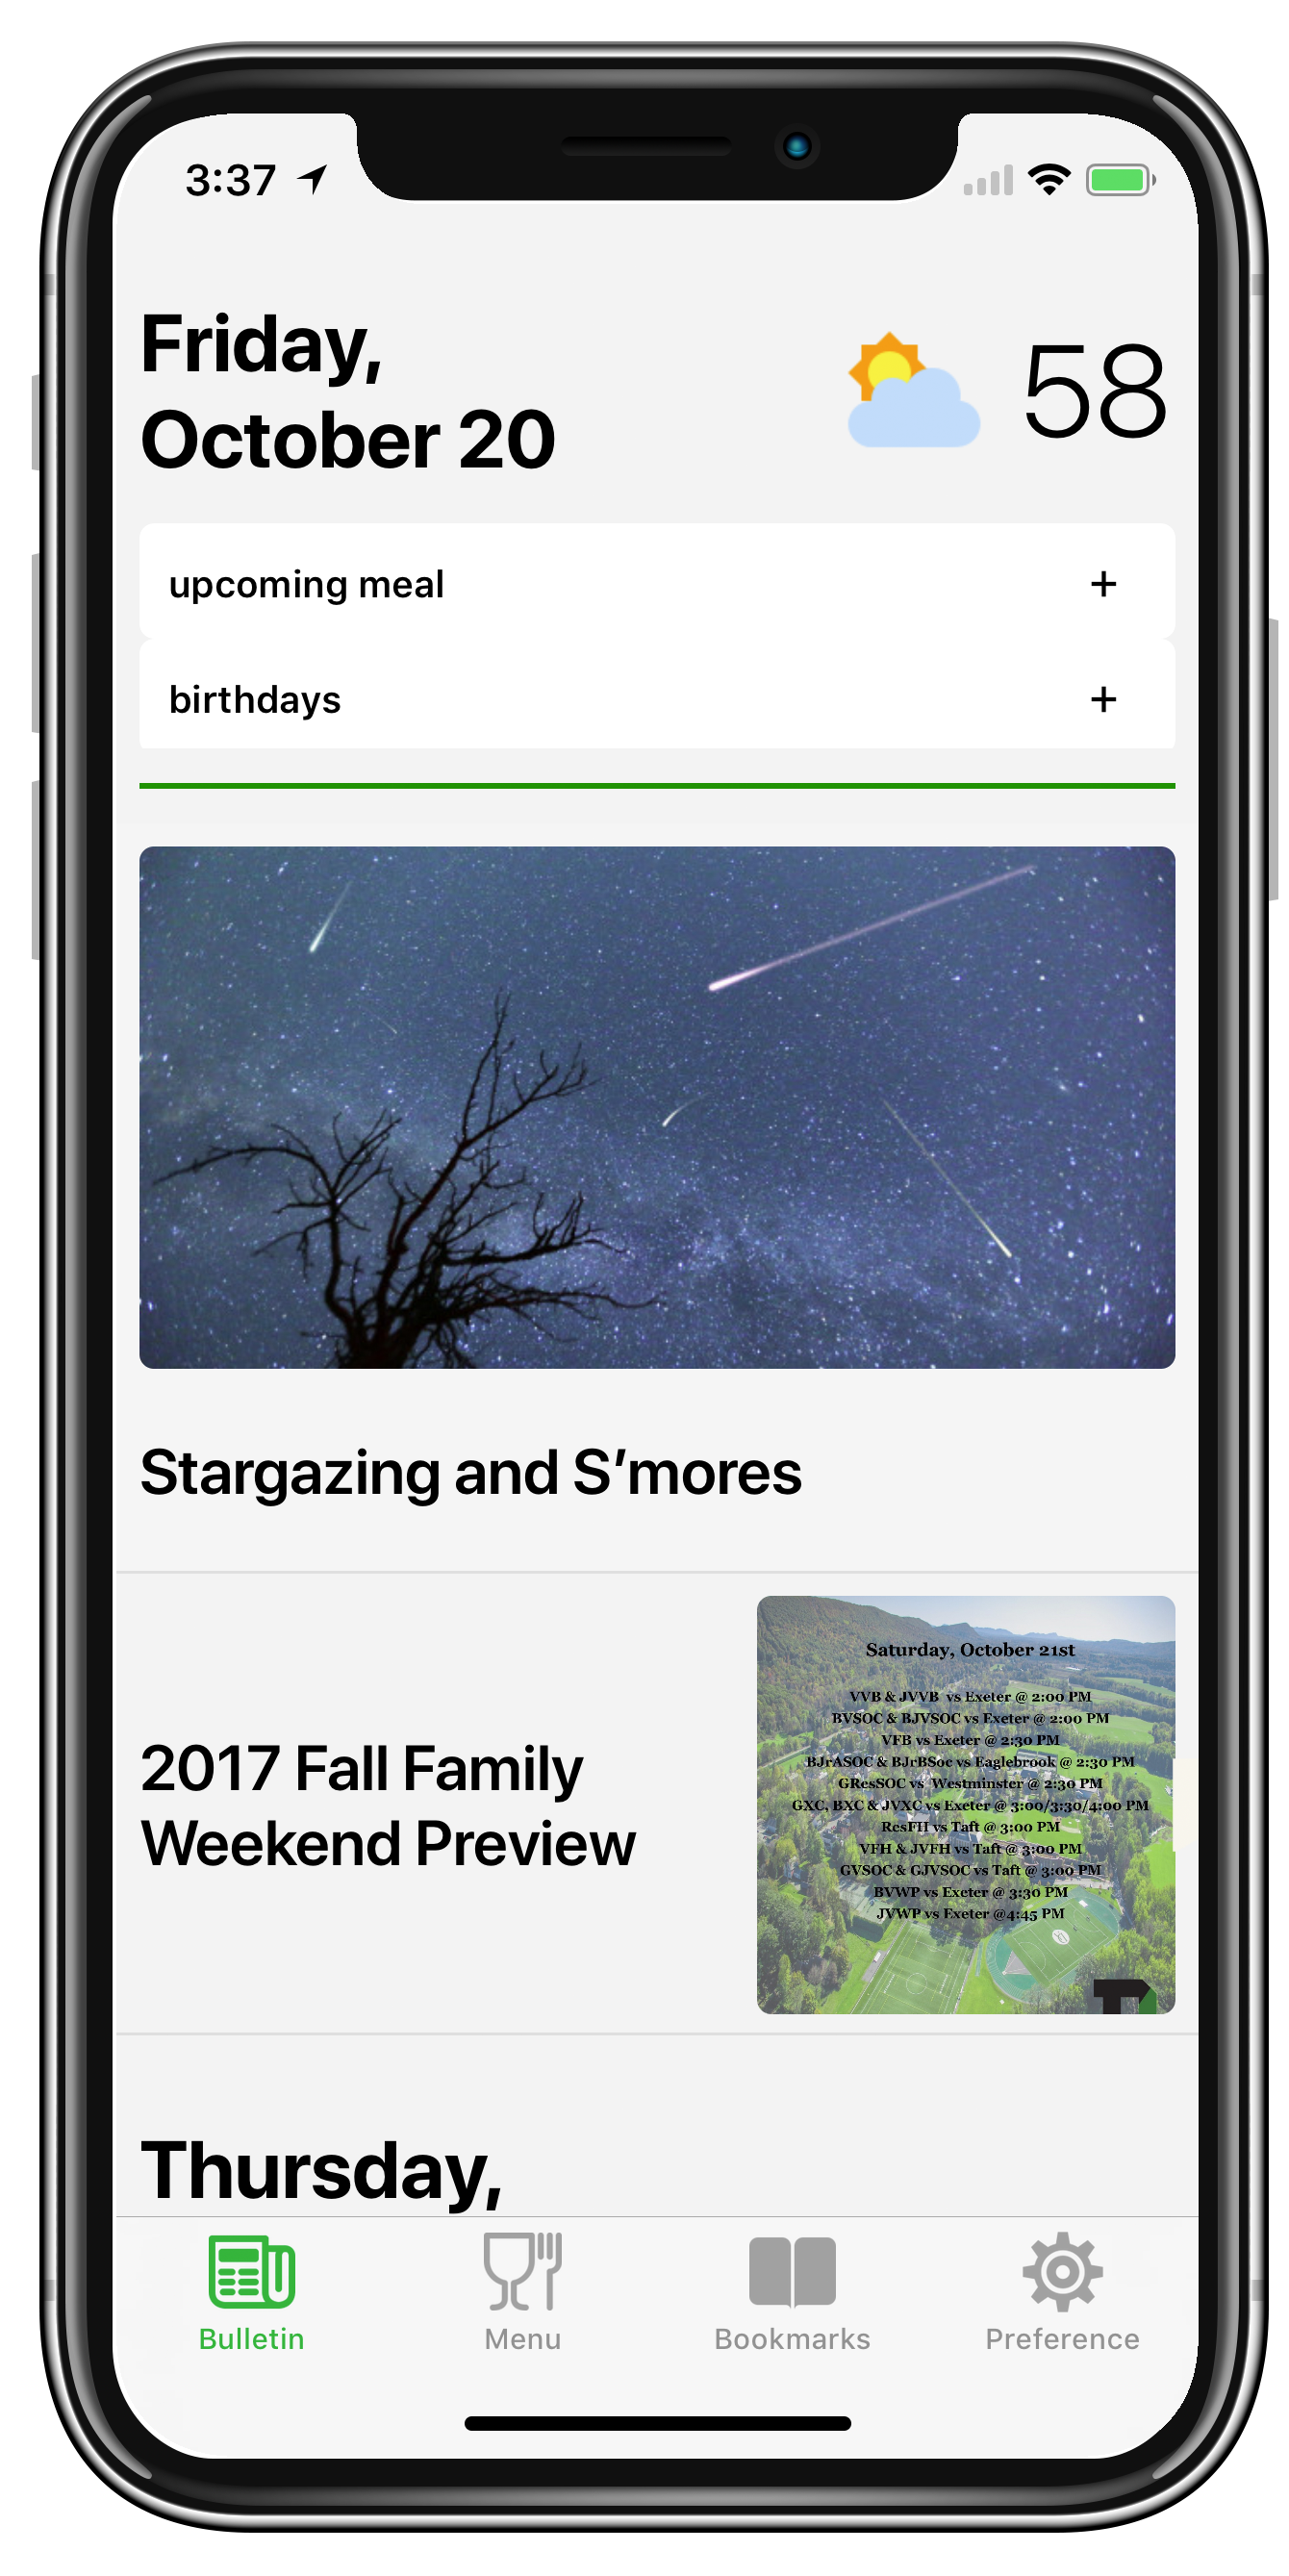 3:37
Friday,
October 20
58
upcoming meal
+
birthdays
+
Stargazing and S’mores
2017 Fall Family
Weekend Preview
Saturday, October 21st
VVB & JVVB vs Exeter @ 2:00 PM
BVSOC & BJVSOC vs Exeter @ 2:00 PM
VFB vs Exeter @ 2:30 PM
BJrASOC & BJrBSoc vs Eaglebrook @ 2:30 PM
GResSOC vs Westminster @ 2:30 PM
GXC, BXC & JVXC vs Exeter @ 3:00/3:30/4:00 PM
ResFH vs Taft @ 3:00 PM
VFH & JVFH vs Taft @ 3:00 PM
GVSOC & GJVSOC vs Taft @ 3:00 PM
BVWP vs Exeter @ 3:30 PM
JVWP vs Exeter @4:45 PM
Thursday,
Bulletin
Menu
Bookmarks
Preference